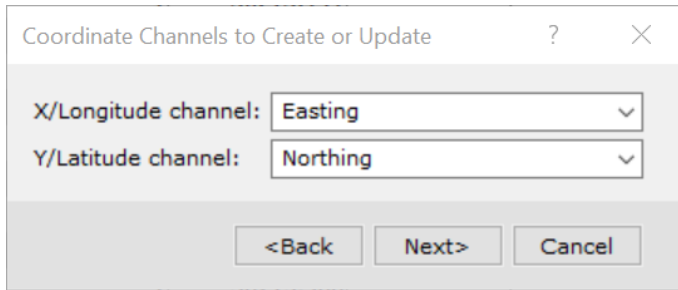 Coordinate Channels to Create or Update ?
X/Longitude channel: Easting
Y/Latitude channel: Northing
<Back Next> Cancel